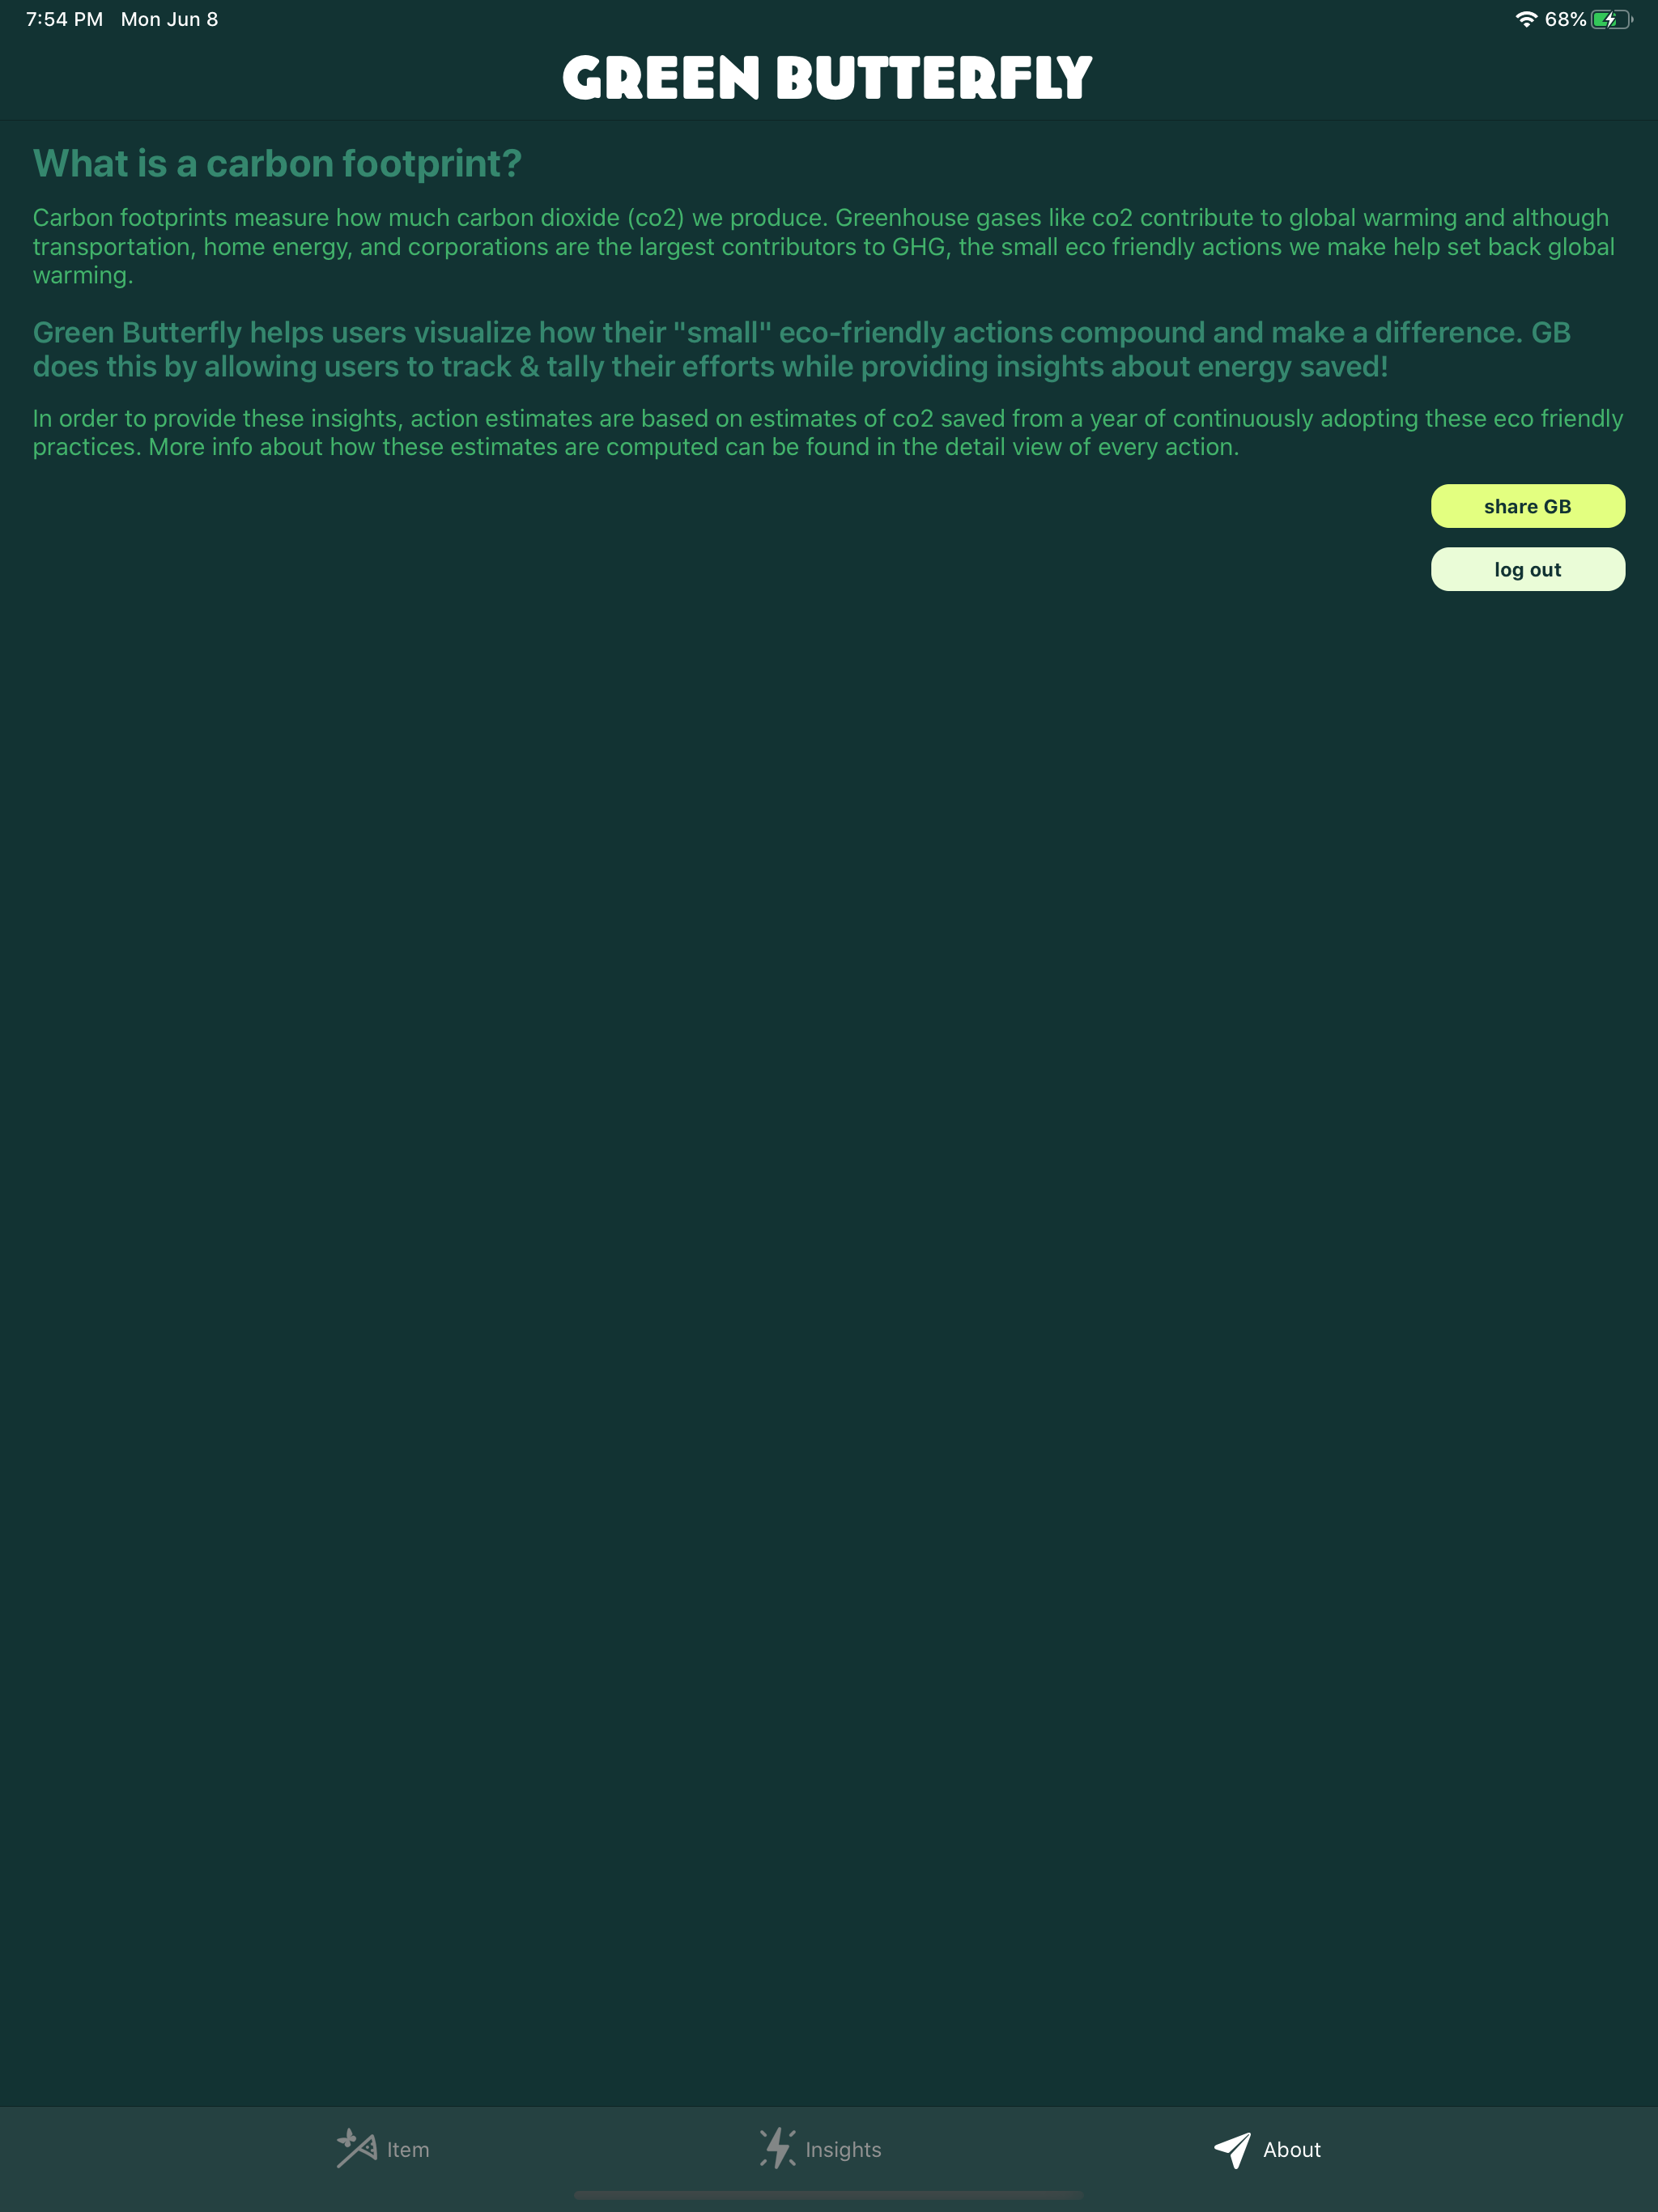 7:54 PM Mon Jun 8
68%
GREEN BUTTERFLY
What is a carbon footprint?
Carbon footprints measure how much carbon dioxide (co2) we produce. Greenhouse gases like co2 contribute to global warming and although
transportation, home energy, and corporations are the largest contributors to GHG, the small eco friendly actions we make help set back global
warming.
Green Butterfly helps users visualize how their "small" eco-friendly actions compound and make a difference. GB
does this by allowing users to track & tally their efforts while providing insights about energy saved!
In order to provide these insights, action estimates are based on estimates of co2 saved from a year of continuously adopting these eco friendly
practices. More info about how these estimates are computed can be found in the detail view of every action.
share GB
log out
Item
Insights
About